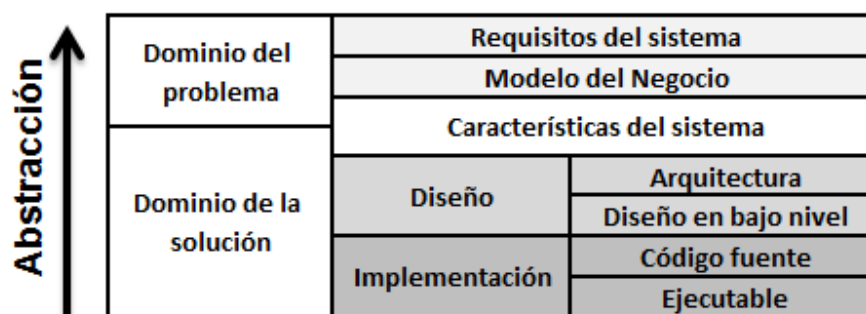 Abstracción
Dominio del
problema
Requisitos del sistema
Modelo del Negocio
Características del sistema
Dominio de la
solución
Diseño
Arquitectura
Diseño en bajo nivel
Implementación
Código fuente
Ejecutable